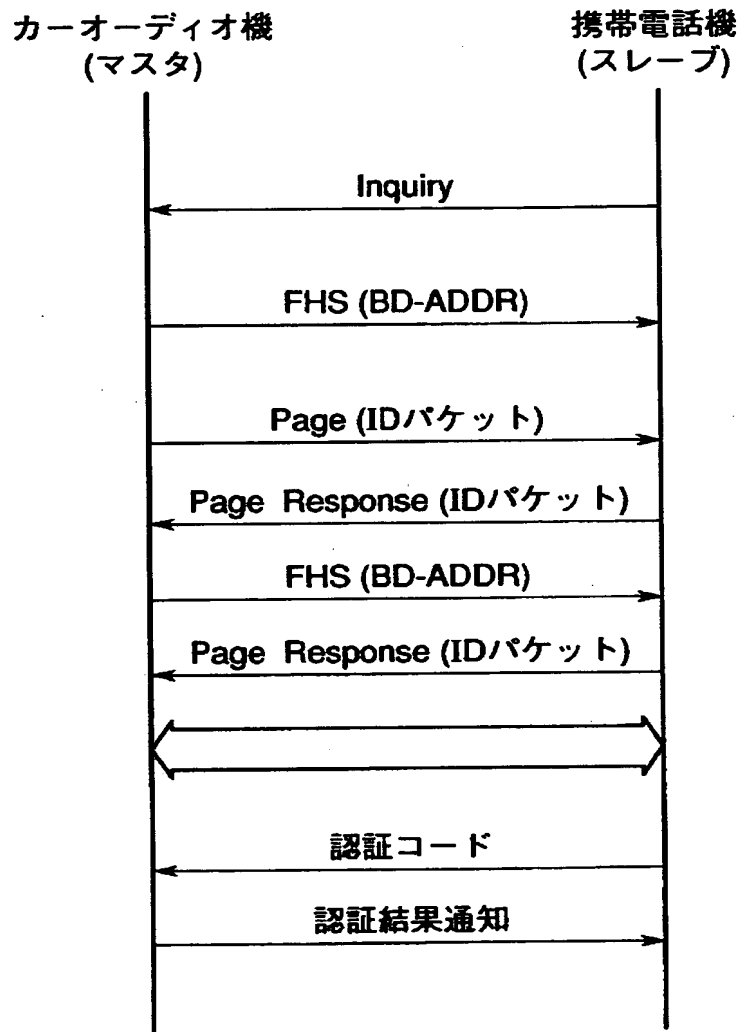 カーオーディオ機
(マスタ)
携帯電話機
(スレーブ)
Inquiry
FHS (BD-ADDR)
Page (IDパケット)
Page Response (IDパケット)
FHS (BD-ADDR)
Page Response (IDパケット)
認証コード
認証結果通知